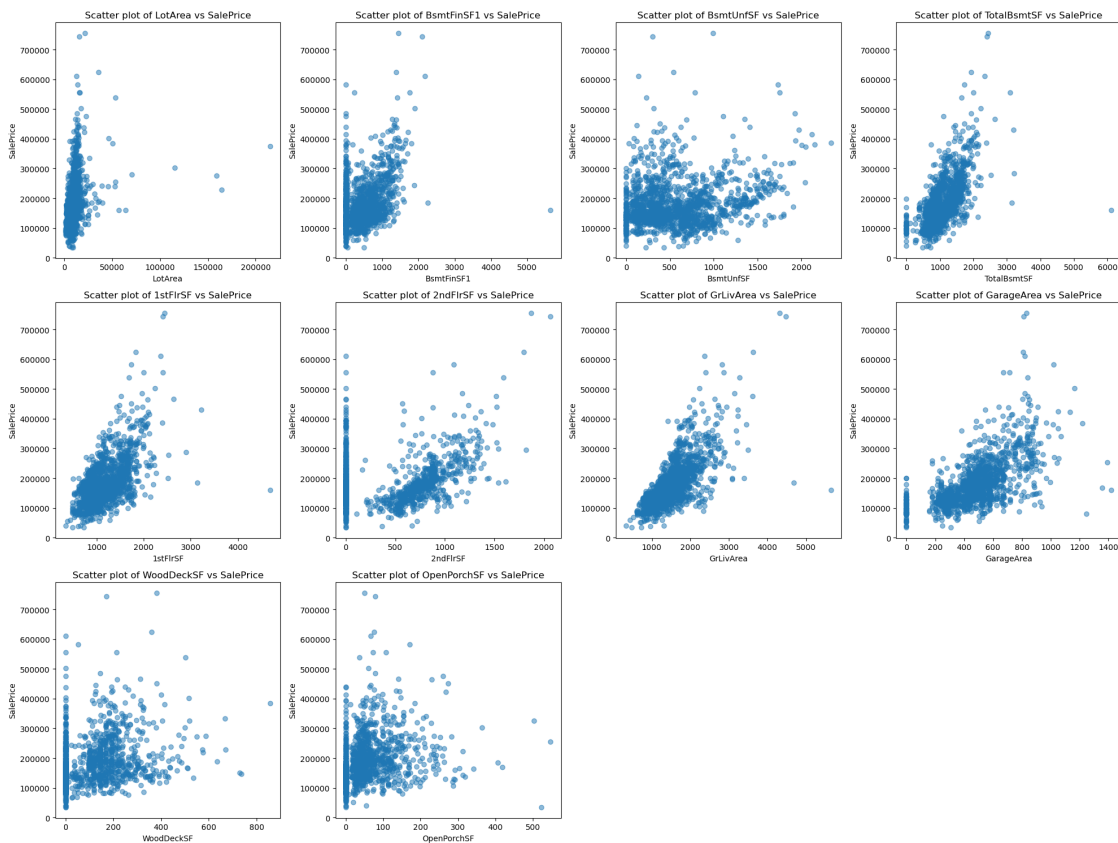 Scatter plot of LotArea vs SalePrice
700000
600000
500000
400000
300000
200000
100000
0
SalePrice
0 50000 100000 150000 200000
LotArea
Scatter plot of BsmtFinSF1 vs SalePrice
700000
600000
500000
400000
300000
200000
100000
0
SalePrice
0 1000 2000 3000 4000 5000
BsmtFinSF1
Scatter plot of BsmtUnfSF vs SalePrice
700000
600000
500000
400000
300000
200000
100000
0
SalePrice
0 500 1000 1500 2000
BsmtUnfSF
Scatter plot of TotalBsmtSF vs SalePrice
700000
600000
500000
400000
300000
200000
100000
0
SalePrice
0 1000 2000 3000 4000 5000 6000
TotalBsmtSF
Scatter plot of 1stFlrSF vs SalePrice
700000
600000
500000
400000
300000
200000
100000
0
SalePrice
1000 2000 3000 4000
1stFlrSF
Scatter plot of 2ndFlrSF vs SalePrice
700000
600000
500000
400000
300000
200000
100000
0
SalePrice
0 500 1000 1500 2000
2ndFlrSF
Scatter plot of GrLivArea vs SalePrice
700000
600000
500000
400000
300000
200000
100000
0
SalePrice
1000 2000 3000 4000 5000
GrLivArea
Scatter plot of GarageArea vs SalePrice
700000
600000
500000
400000
300000
200000
100000
0
SalePrice
0 200 400 600 800 1000 1200 1400
GarageArea
Scatter plot of WoodDeckSF vs SalePrice
700000
600000
500000
400000
300000
200000
100000
0
SalePrice
0 200 400 600 800
WoodDeckSF
Scatter plot of OpenPorchSF vs SalePrice
700000
600000
500000
400000
300000
200000
100000
0
SalePrice
0 100 200 300 400 500
OpenPorchSF